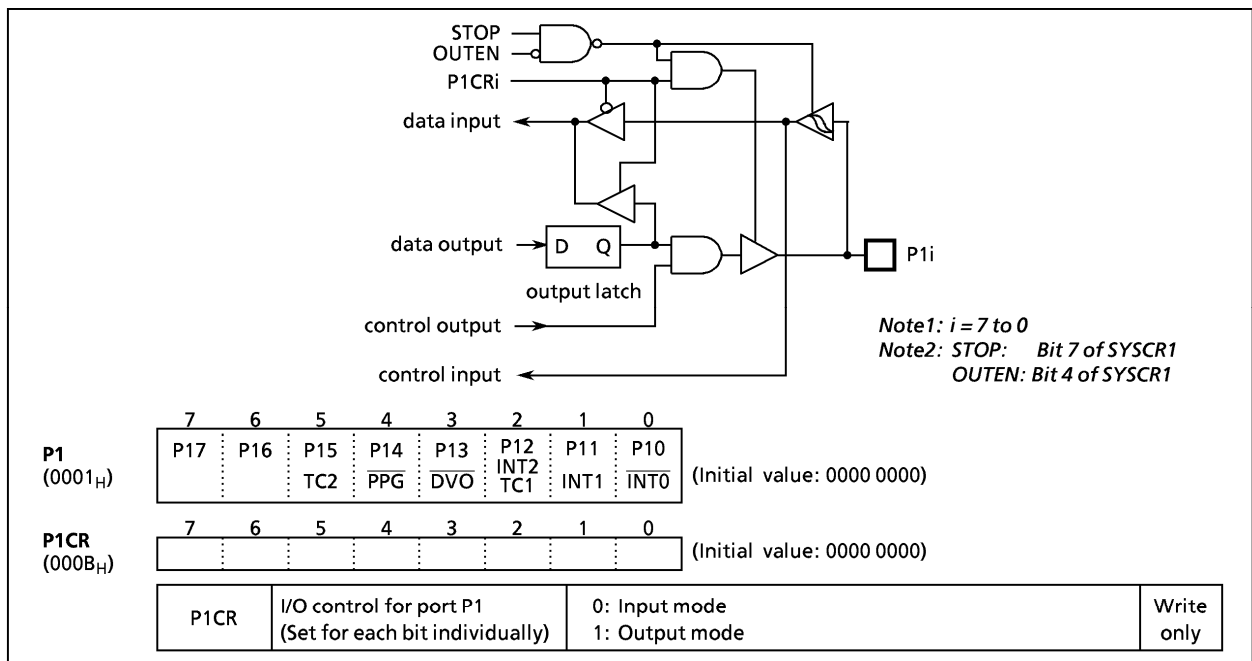 STOP
OUTEN
P1CRi
data input
data output
D Q
P1i
output latch
control output
Note1: i = 7 to 0
Note2: STOP: Bit 7 of SYSCR1
OUTEN: Bit 4 of SYSCR1
control input
7 6 5 4 3 2 1 0
P1
(0001H)
P17 P16 P15 P14 P13 P12 P11 P10
TC2 PPG DVO INT2 TC1 INT1 INT0
(Initial value: 0000 0000)
7 6 5 4 3 2 1 0
P1CR
(000BH)
(Initial value: 0000 0000)
P1CR
I/O control for port P1
(Set for each bit individually)
0: Input mode
1: Output mode
Write
only